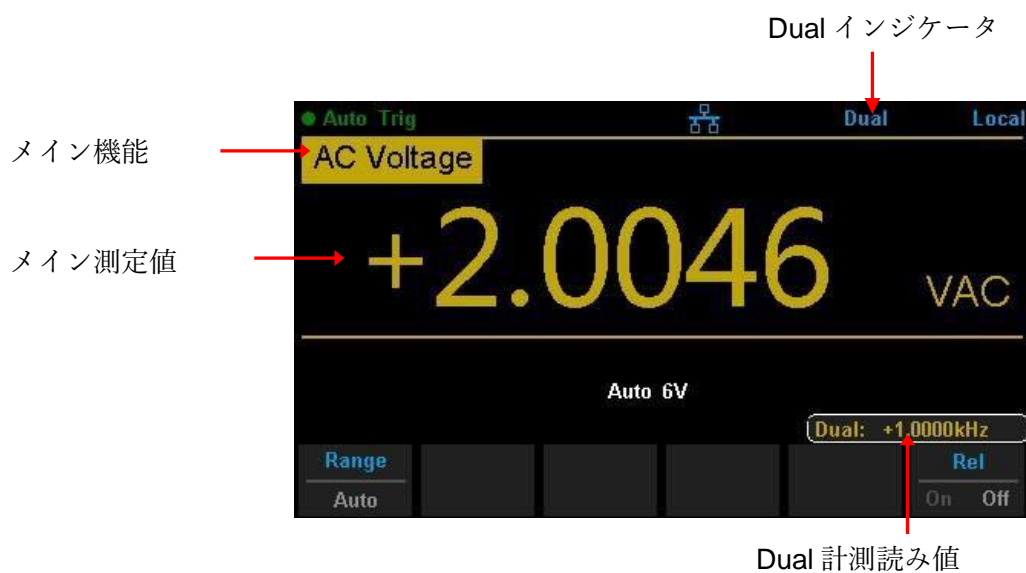 Dual インジケータ
Auto Trig Dual Local
メイン機能
AC Voltage
メイン測定値
+2.0046 VAC
Auto 6V
Dual: +1.0000kHz
Range Rel
Auto On Off
Dual 計測読み値